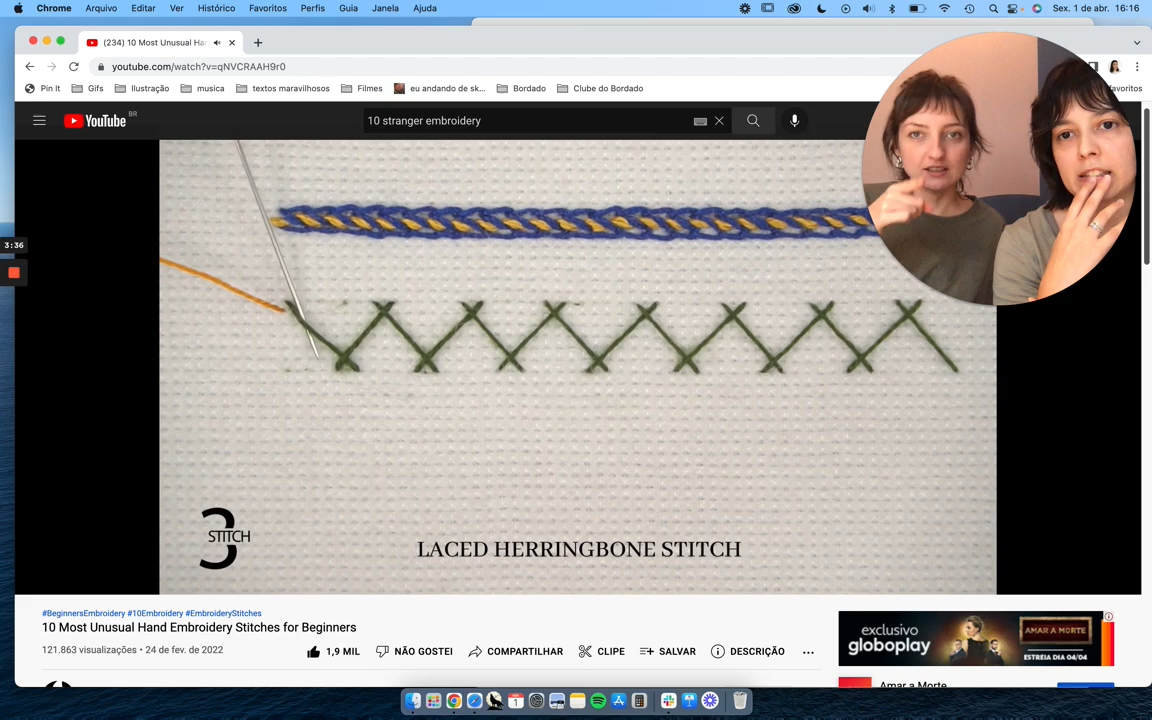 Chrome Arquivo Editar Ver Histórico Favoritos Perfis Guia Janela Ajuda Sex. 1 de abr. 16:16
(234) 10 Most Unusual Ha
youtube.com/watch?v=qNVCRAAH9r0
Pin It Gifs Ilustração musica textos maravilhosos Filmes eu andando de sk... Bordado Clube do Bordado favoritos
YouTube BR
10 stranger embroidery
3:36
3 STITCH
LACED HERRINGBONE STITCH
#BeginnersEmbroidery #10Embroidery #EmbroideryStitches
10 Most Unusual Hand Embroidery Stitches for Beginners
121.863 visualizações • 24 de fev. de 2022
1,9 MIL NÃO GOSTEI COMPARTILHAR CLIPE SALVAR DESCRIÇÃO ...
exclusivo
globoplay
AMAR A MORTE
ESTREIA DIA 04/04
Amar a Morte